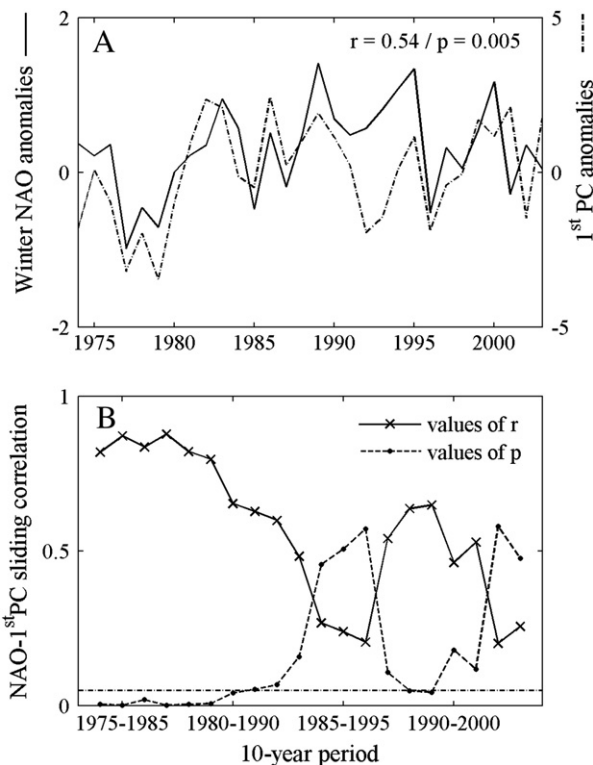 2
5
A
r = 0.54 / p = 0.005
Winter NAO anomalies
0
0
1st PC anomalies
-2
-5
1975 1980 1985 1990 1995 2000
1
B
values of r
values of p
NAO-1stPC sliding correlation
0.5
0
1975-1985 1980-1990 1985-1995 1990-2000
10-year period